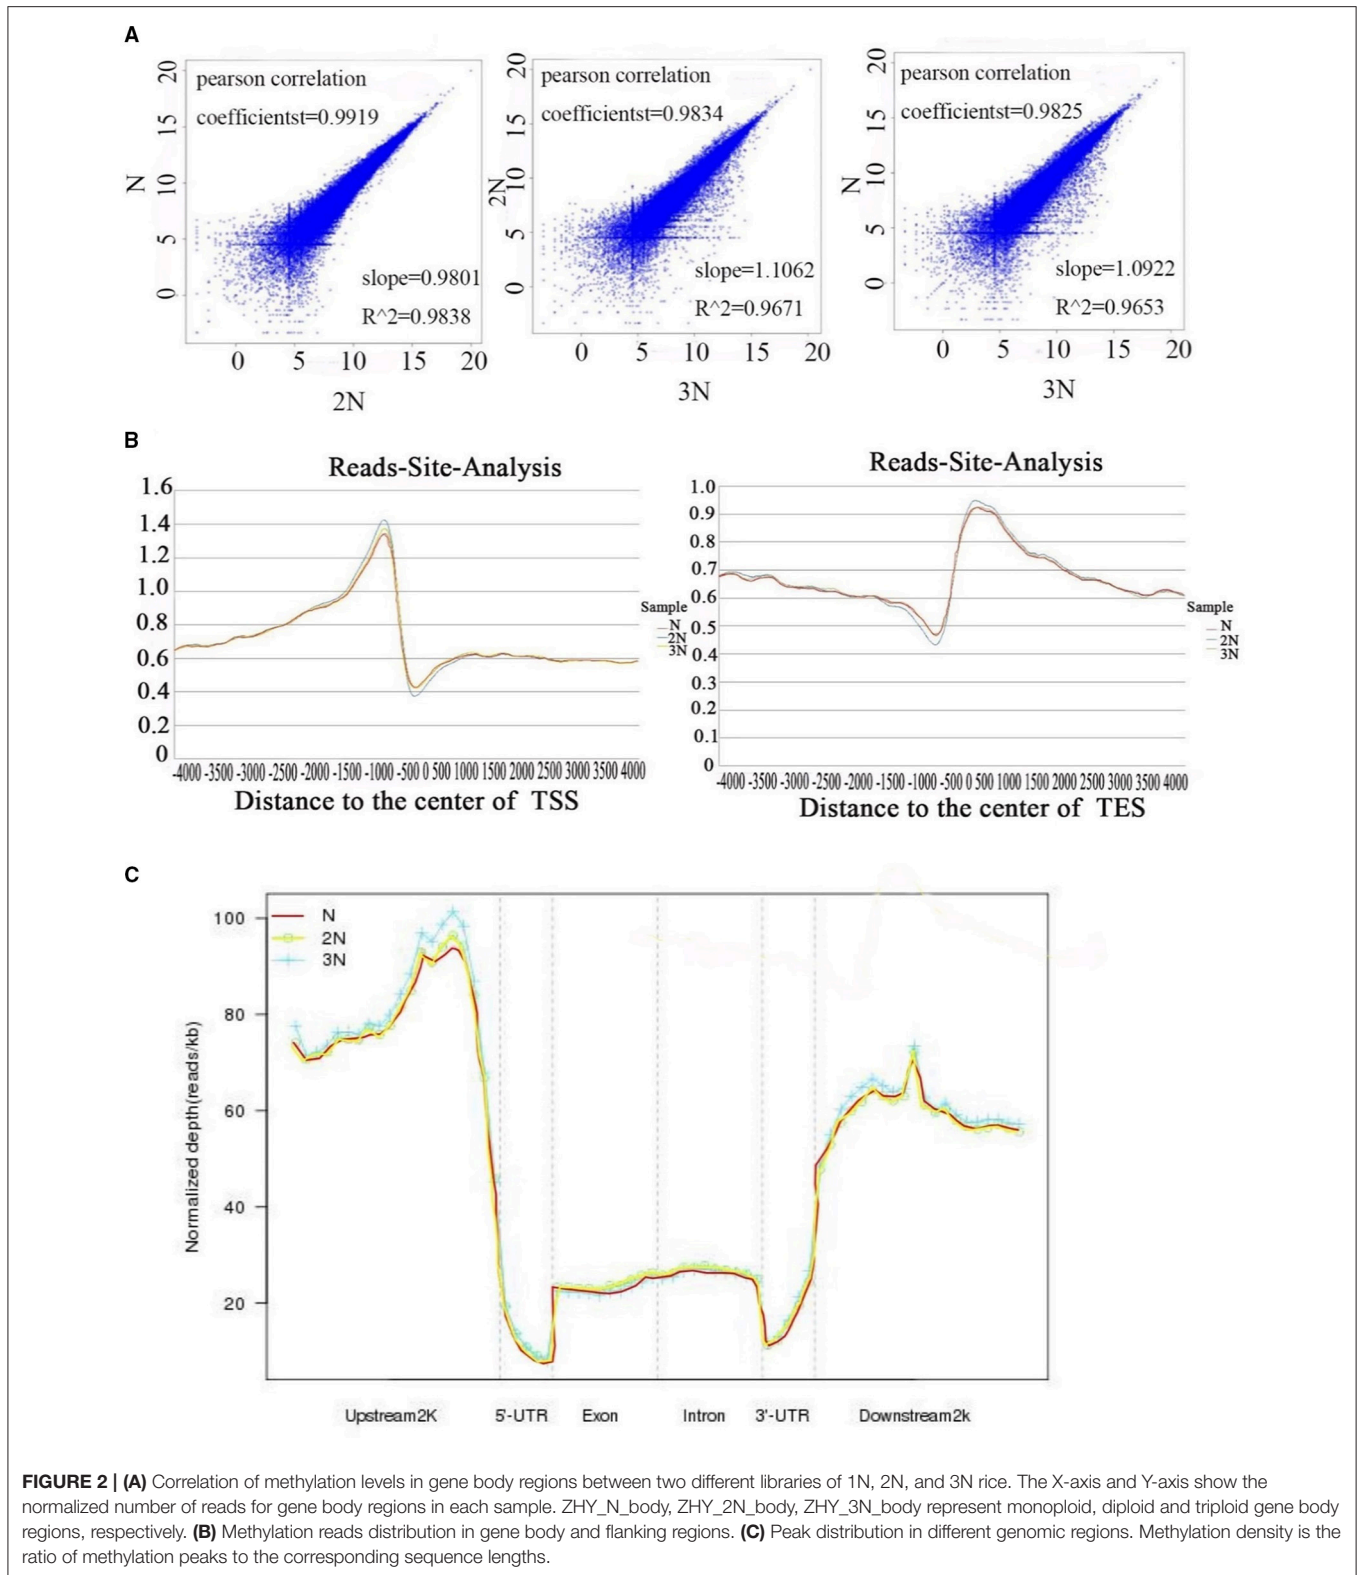 A
pearson correlation
coefficientst=0.9919
20
15
10
5
0
N
slope=0.9801
R^2=0.9838
0 5 10 15 20
2N
pearson correlation
coefficientst=0.9834
20
15
10
5
0
2N
slope=1.1062
R^2=0.9671
0 5 10 15 20
3N
pearson correlation
coefficientst=0.9825
20
15
10
5
0
N
slope=1.0922
R^2=0.9653
0 5 10 15 20
3N
B
Reads-Site-Analysis
1.6
1.4
1.2
1.0
0.8
0.6
0.4
0.2
0
Sample
N
2N
3N
-4000 -3500 -3000 -2500 -2000 -1500 -1000 -500 0 500 1000 1500 2000 2500 3000 3500 4000
Distance to the center of TSS
Reads-Site-Analysis
1.0
0.9
0.8
0.7
0.6
0.5
0.4
0.3
0.2
0.1
0
Sample
N
2N
3N
-4000 -3500 -3000 -2500 -2000 -1500 -1000 -500 0 500 1000 1500 2000 2500 3000 3500 4000
Distance to the center of TES
C
N
2N
3N
100
80
60
40
20
Normalized depth(reads/kb)
Upstream2K 5'-UTR Exon Intron 3'-UTR Downstream2k
FIGURE 2 | (A) Correlation of methylation levels in gene body regions between two different libraries of 1N, 2N, and 3N rice. The X-axis and Y-axis show the
normalized number of reads for gene body regions in each sample. ZHY_N_body, ZHY_2N_body, ZHY_3N_body represent monoploid, diploid and triploid gene body
regions, respectively. (B) Methylation reads distribution in gene body and flanking regions. (C) Peak distribution in different genomic regions. Methylation density is the
ratio of methylation peaks to the corresponding sequence lengths.